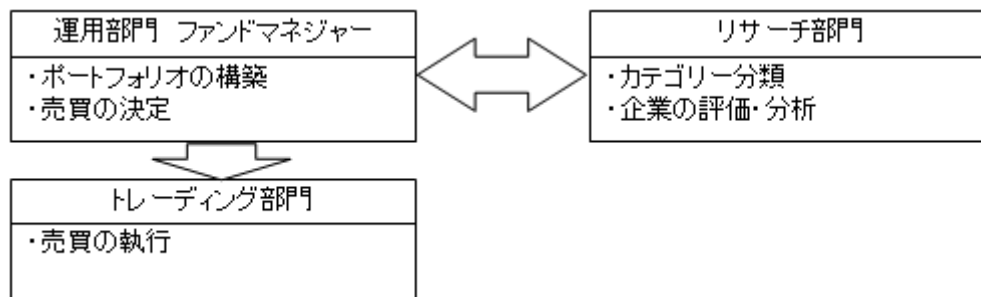 運用部門 ファンドマネジャー
・ポートフォリオの構築
・売買の決定
リサーチ部門
・カテゴリー分類
・企業の評価・分析
トレーディング部門
・売買の執行